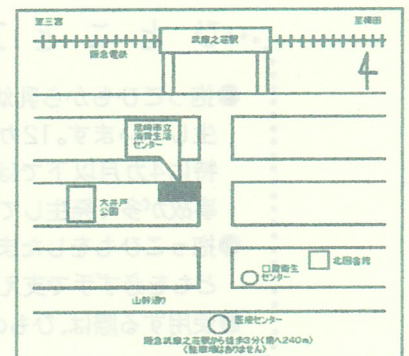 至三宮
至梅田
武庫之荘駅
阪急電鉄
4
尼崎市立
消費生活
センター
大井戸
公園
北図書館
口腔衛生
センター
山幹通り
医療センター
阪急武庫之荘駅から徒歩3分(南へ240m)
(駐車場はありません)